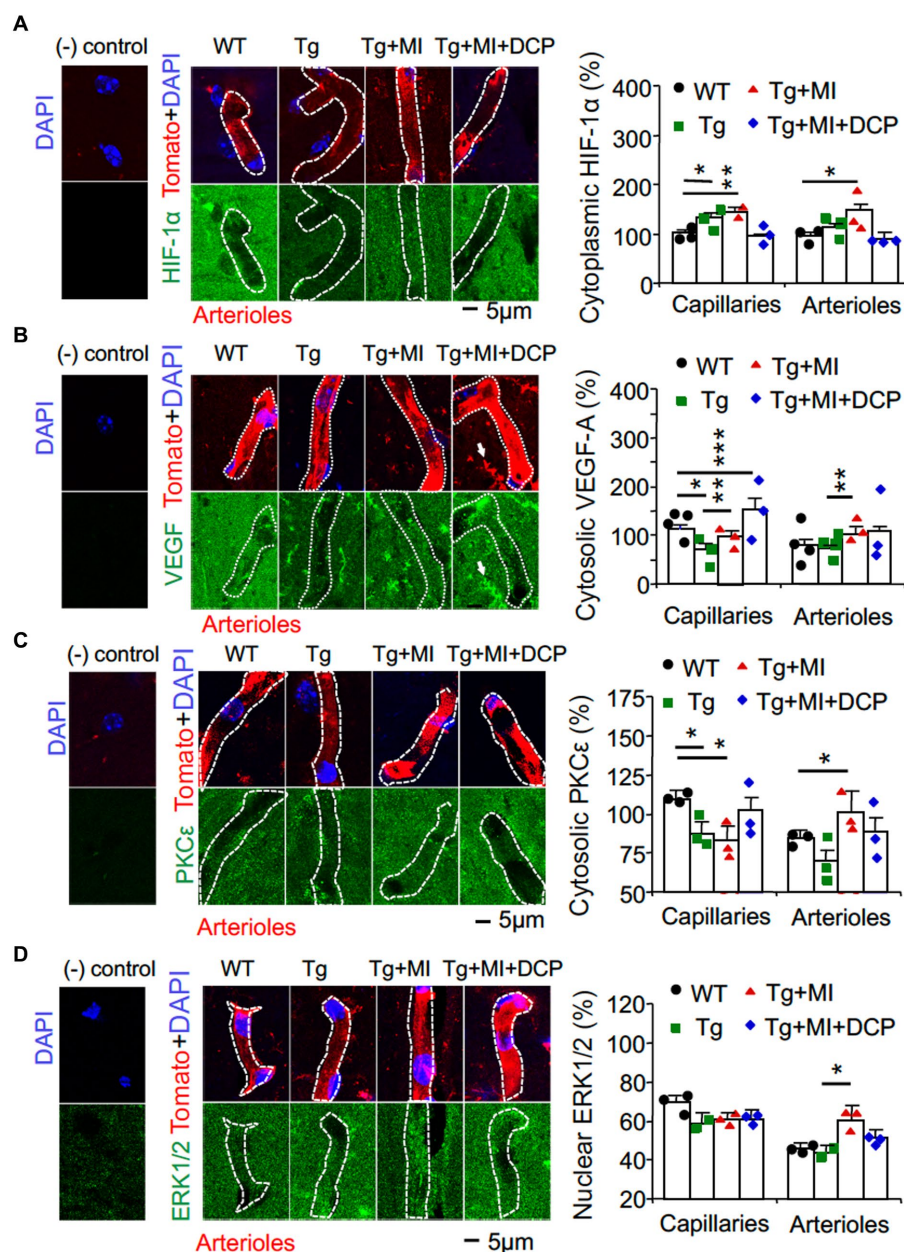 A
(-) control
WT Tg Tg+MI Tg+MI+DCP
DAPI
Tomato+DAPI
HIF-1α
Arterioles
5µm
Cytoplasmic HIF-1α (%)
WT Tg+MI
Tg Tg+MI+DCP
400
300
200
100
0
* ** *
Capillaries Arterioles
B
(-) control
WT Tg Tg+MI Tg+MI+DCP
DAPI
Tomato+DAPI
VEGF
Arterioles
5µm
Cytosolic VEGF-A (%)
WT Tg+MI
Tg Tg+MI+DCP
400
300
200
150
100
50
0
* ** *** **
Capillaries Arterioles
C
(-) control
WT Tg Tg+MI Tg+MI+DCP
DAPI
Tomato+DAPI
PKCε
Arterioles
5µm
Cytosolic PKCε (%)
WT Tg+MI
Tg Tg+MI+DCP
175
150
125
100
75
50
* * *
Capillaries Arterioles
D
(-) control
WT Tg Tg+MI Tg+MI+DCP
DAPI
Tomato+DAPI
ERK1/2
Arterioles
5µm
Nuclear ERK1/2 (%)
WT Tg+MI
Tg Tg+MI+DCP
120
100
80
60
40
20
*
Capillaries Arterioles